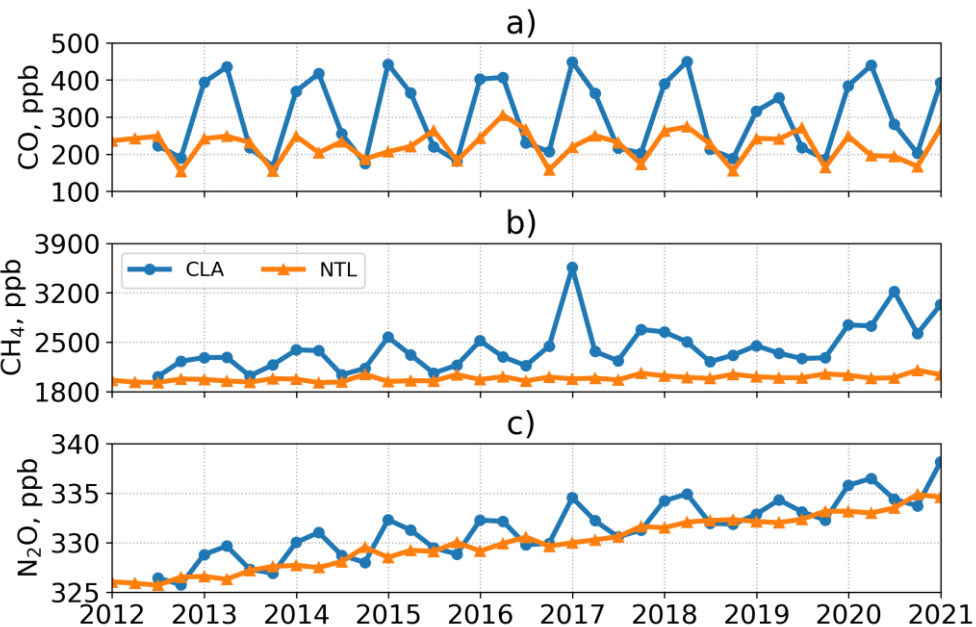 a)
500
400
300
200
100
CO, ppb
b)
3900
3200
2500
1800
CH₄, ppb
CLA NTL
c)
340
335
330
325
N₂O, ppb
2012 2013 2014 2015 2016 2017 2018 2019 2020 2021